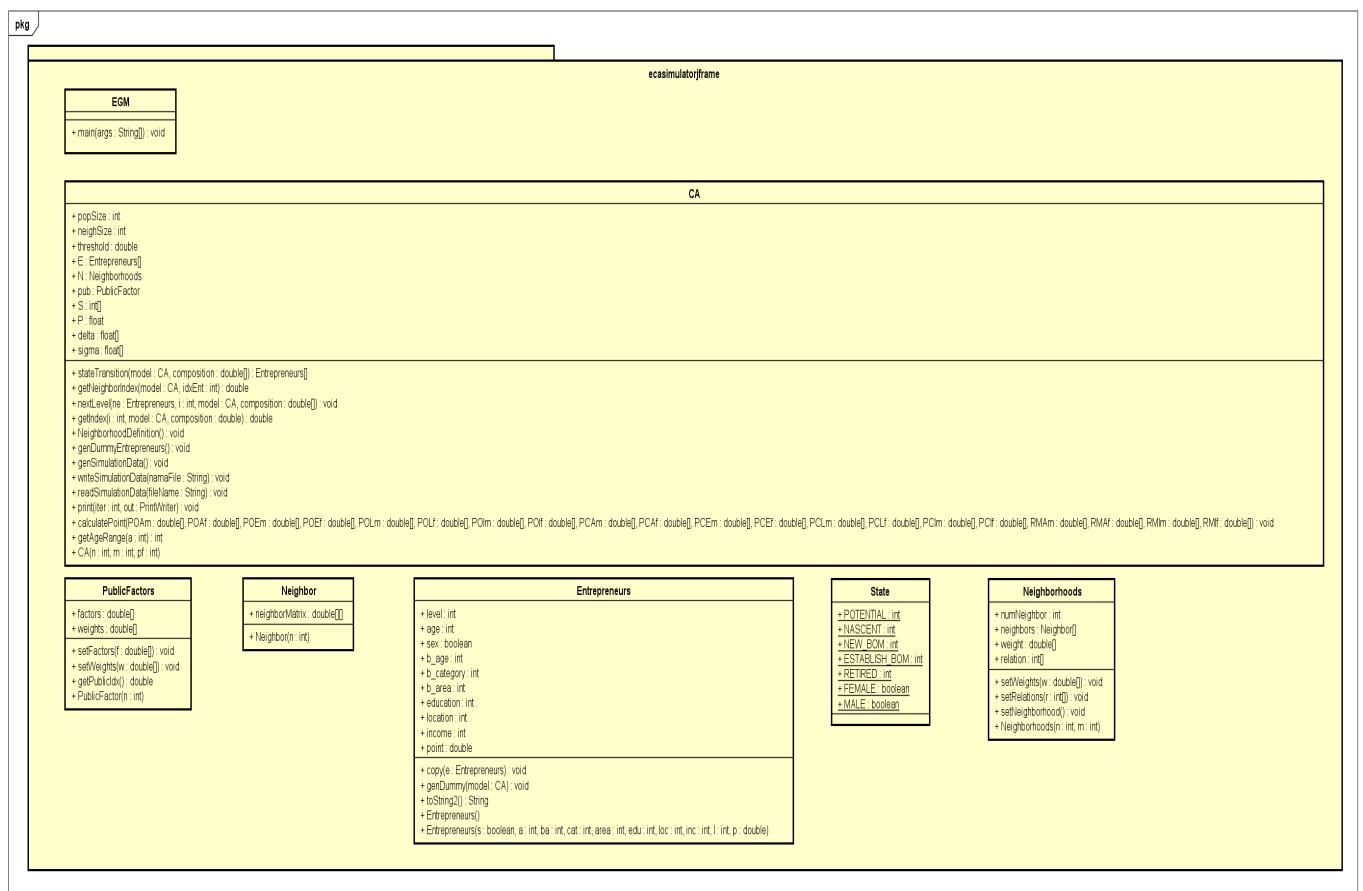 pkg
ecasimulatorjframe
EGM
+ main(args : String[]) : void
CA
+ popSize : int
+ neighSize : int
+ threshold : double
+ E : Entrepreneurs[]
+ N : Neighborhoods
+ pub : PublicFactor
+ S : int[]
+ P : float
+ delta : float[]
+ sigma : float[]
+ stateTransition(model : CA, composition : double[]) : Entrepreneurs[]
+ getNeighborIndex(model : CA, idxEnt : int) : double
+ nextLevel(ne : Entrepreneurs, i : int, model : CA, composition : double[]) : void
+ getIndex(i : int, model : CA, composition : double) : double
+ NeighborhoodDefinition() : void
+ genDummyEntrepreneurs() : void
+ genSimulationData() : void
+ writeSimulationData(namaFile : String) : void
+ readSimulationData(fileName : String) : void
+ print(iter : int, out : PrintWriter) : void
+ calculatePoint(POAm : double[], POAf : double[], POEm : double[], POEf : double[], POLm : double[], POLf : double[], POIm : double[], POIf : double[], PCAm : double[], PCAf : double[], PCEm : double[], PCEf : double[], PCLm : double[], PCLf : double[], PCIm : double[], PCIf : double[], RMAm : double[], RMAf : double[], RMIm : double[], RMIf : double[]) : void
+ getAgeRange(a : int) : int
+ CA(n : int, m : int, pf : int)
PublicFactors
+ factors : double[]
+ weights : double[]
+ setFactors(f : double[]) : void
+ setWeights(w : double[]) : void
+ getPublicIdx() : double
+ PublicFactor(n : int)
Neighbor
+ neighborMatrix : double[][]
+ Neighbor(n : int)
Entrepreneurs
+ level : int
+ age : int
+ sex : boolean
+ b_age : int
+ b_category : int
+ b_area : int
+ education : int
+ location : int
+ income : int
+ point : double
+ copy(e : Entrepreneurs) : void
+ genDummy(model : CA) : void
+ toString2() : String
+ Entrepreneurs()
+ Entrepreneurs(s : boolean, a : int, ba : int, cat : int, area : int, edu : int, loc : int, inc : int, l : int, p : double)
State
+ POTENTIAL : int
+ NASCENT : int
+ NEW_BOM : int
+ ESTABLISH_BOM : int
+ RETIRED : int
+ FEMALE : boolean
+ MALE : boolean
Neighborhoods
+ numNeighbor : int
+ neighbors : Neighbor[]
+ weight : double[]
+ relation : int[]
+ setWeights(w : double[]) : void
+ setRelations(r : int[]) : void
+ setNeighborhood() : void
+ Neighborhoods(n : int, m : int)